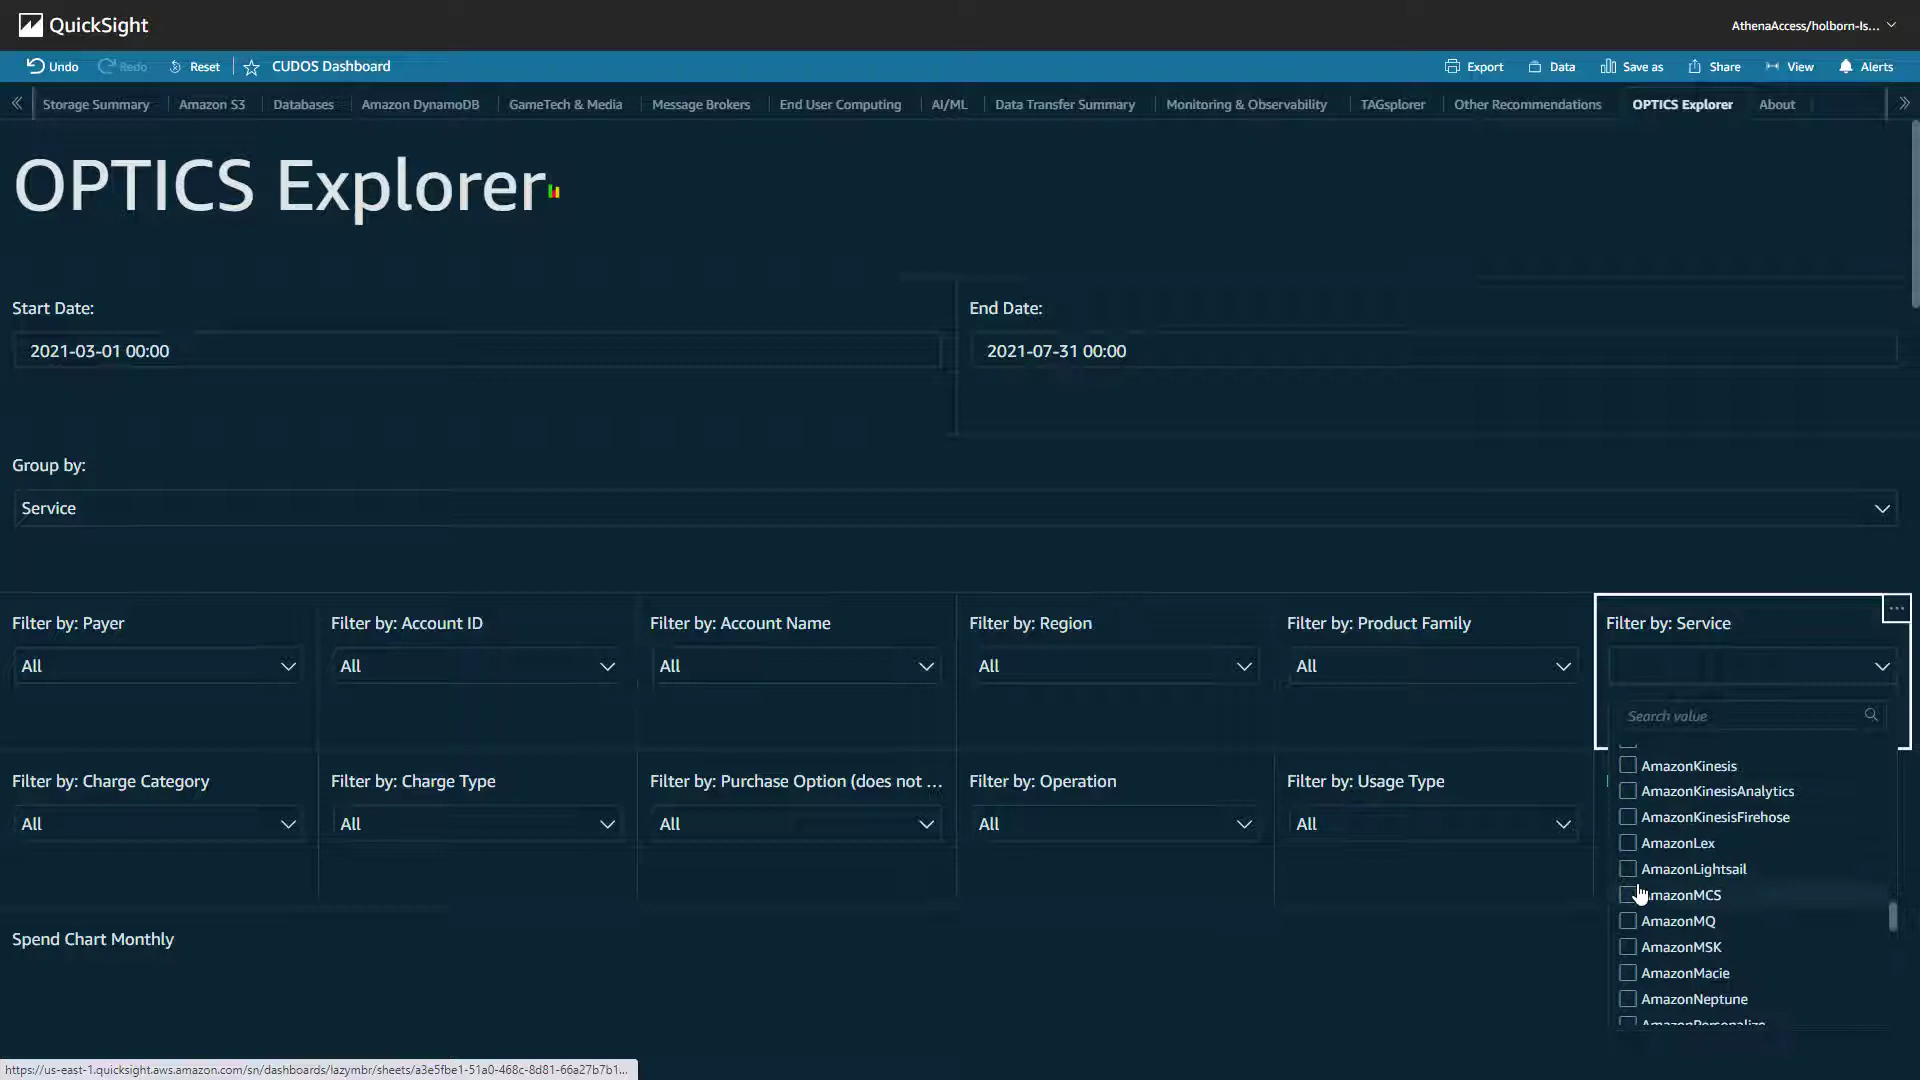 QuickSight
AthenaAccess/holborn-Is...
Undo Redo Reset CUDOS Dashboard Export Data Save as Share View Alerts
Storage Summary Amazon S3 Databases Amazon DynamoDB GameTech & Media Message Brokers End User Computing AI/ML Data Transfer Summary Monitoring & Observability TAGsplorer Other Recommendations OPTICS Explorer About
OPTICS Explorer
Start Date: End Date:
2021-03-01 00:00 2021-07-31 00:00
Group by:
Service
Filter by: Payer Filter by: Account ID Filter by: Account Name Filter by: Region Filter by: Product Family Filter by: Service
All All All All All
Search value
AmazonKinesis
Filter by: Charge Category Filter by: Charge Type Filter by: Purchase Option (does not ... Filter by: Operation Filter by: Usage Type
AmazonKinesisAnalytics
AmazonKinesisFirehose
All All All All All
AmazonLex
AmazonLightsail
AmazonMCS
AmazonMQ
Spend Chart Monthly
AmazonMSK
AmazonMacie
AmazonNeptune
AmazonPersonalize
https://us-east-1.quicksight.aws.amazon.com/sn/dashboards/lazymbr/sheets/a3e5fbe1-51a0-468c-8d81-66a27b7b1...